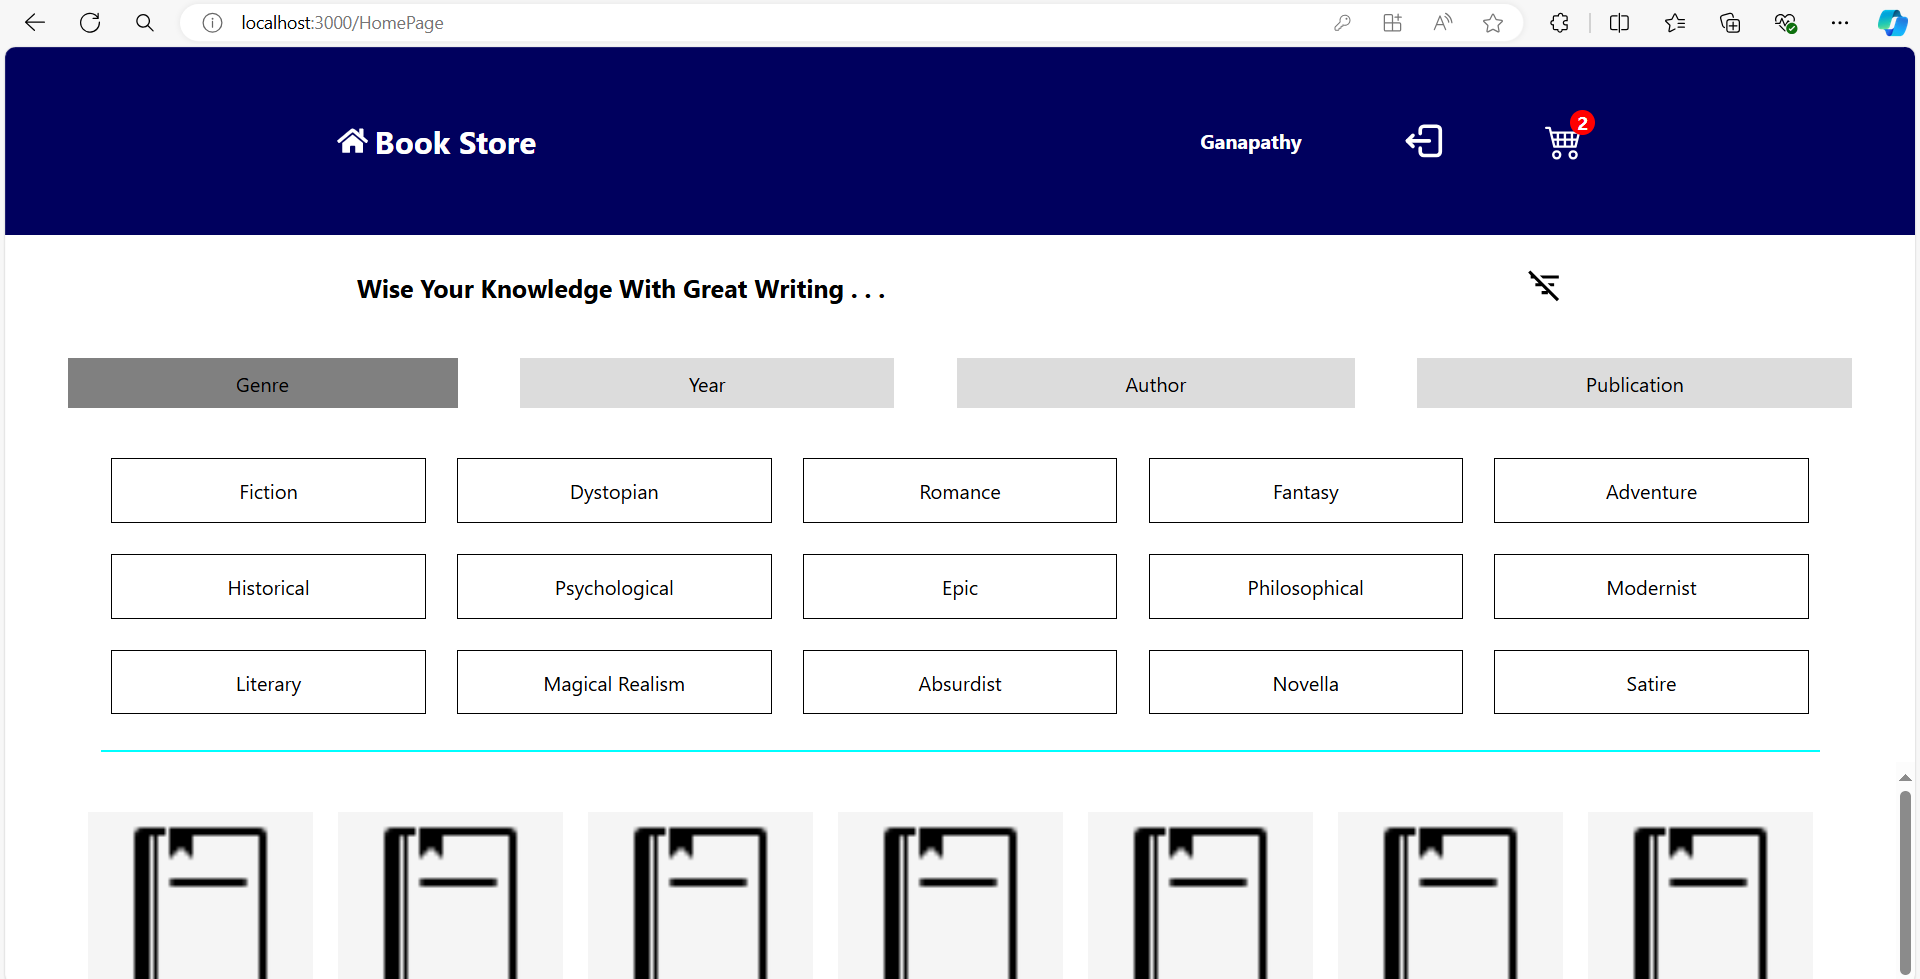 localhost:3000/HomePage
Book Store
Ganapathy
2
Wise Your Knowledge With Great Writing . . .
Genre Year Author Publication
Fiction Dystopian Romance Fantasy Adventure
Historical Psychological Epic Philosophical Modernist
Literary Magical Realism Absurdist Novella Satire